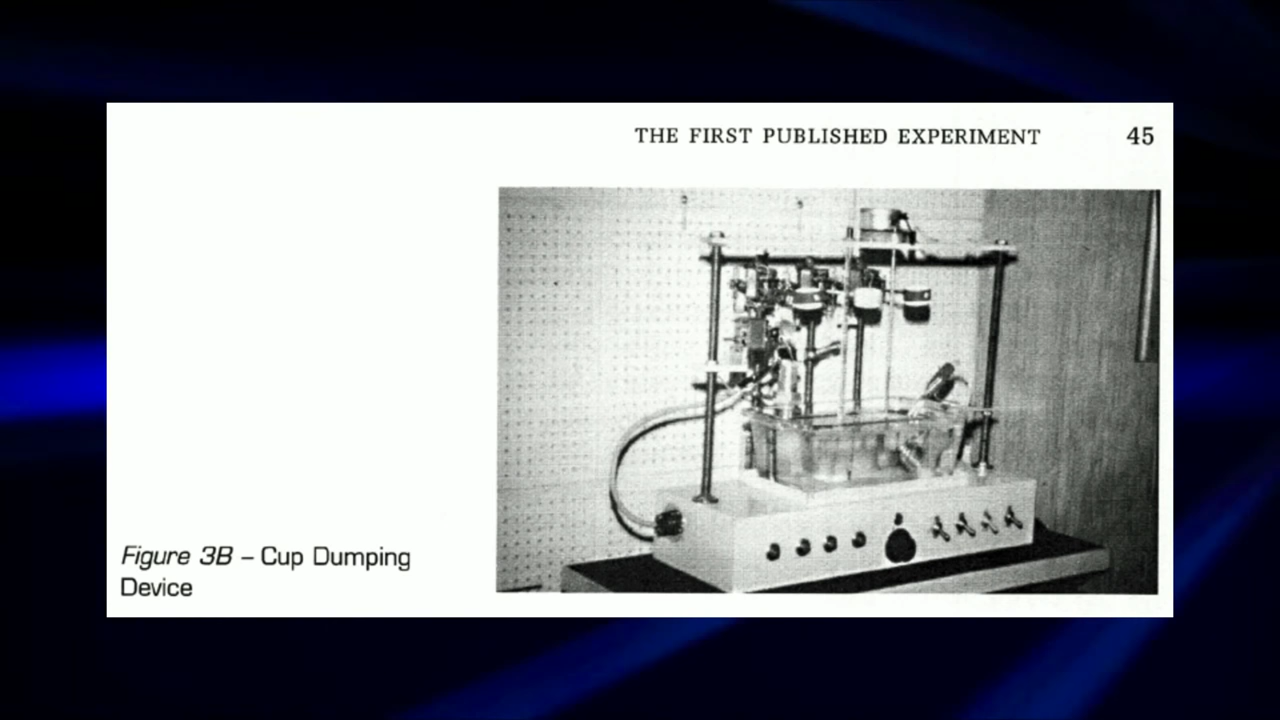 THE FIRST PUBLISHED EXPERIMENT 45
Figure 3B – Cup Dumping
Device